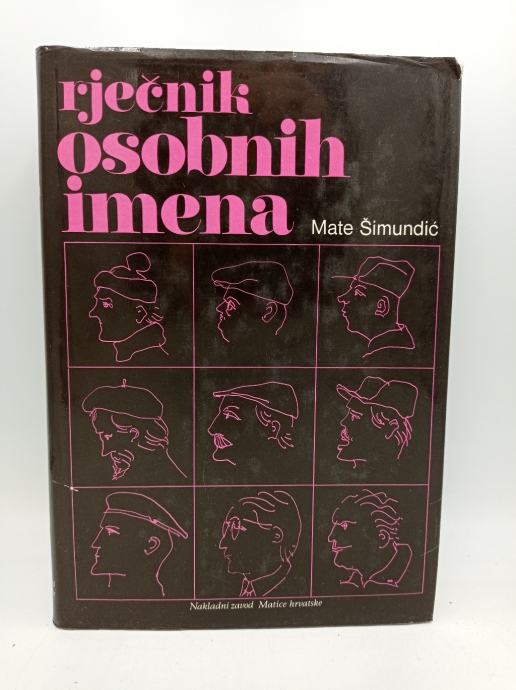 rječnik
osobnih
imena
Mate Šimundić
Nakladni zavod Matice hrvatske